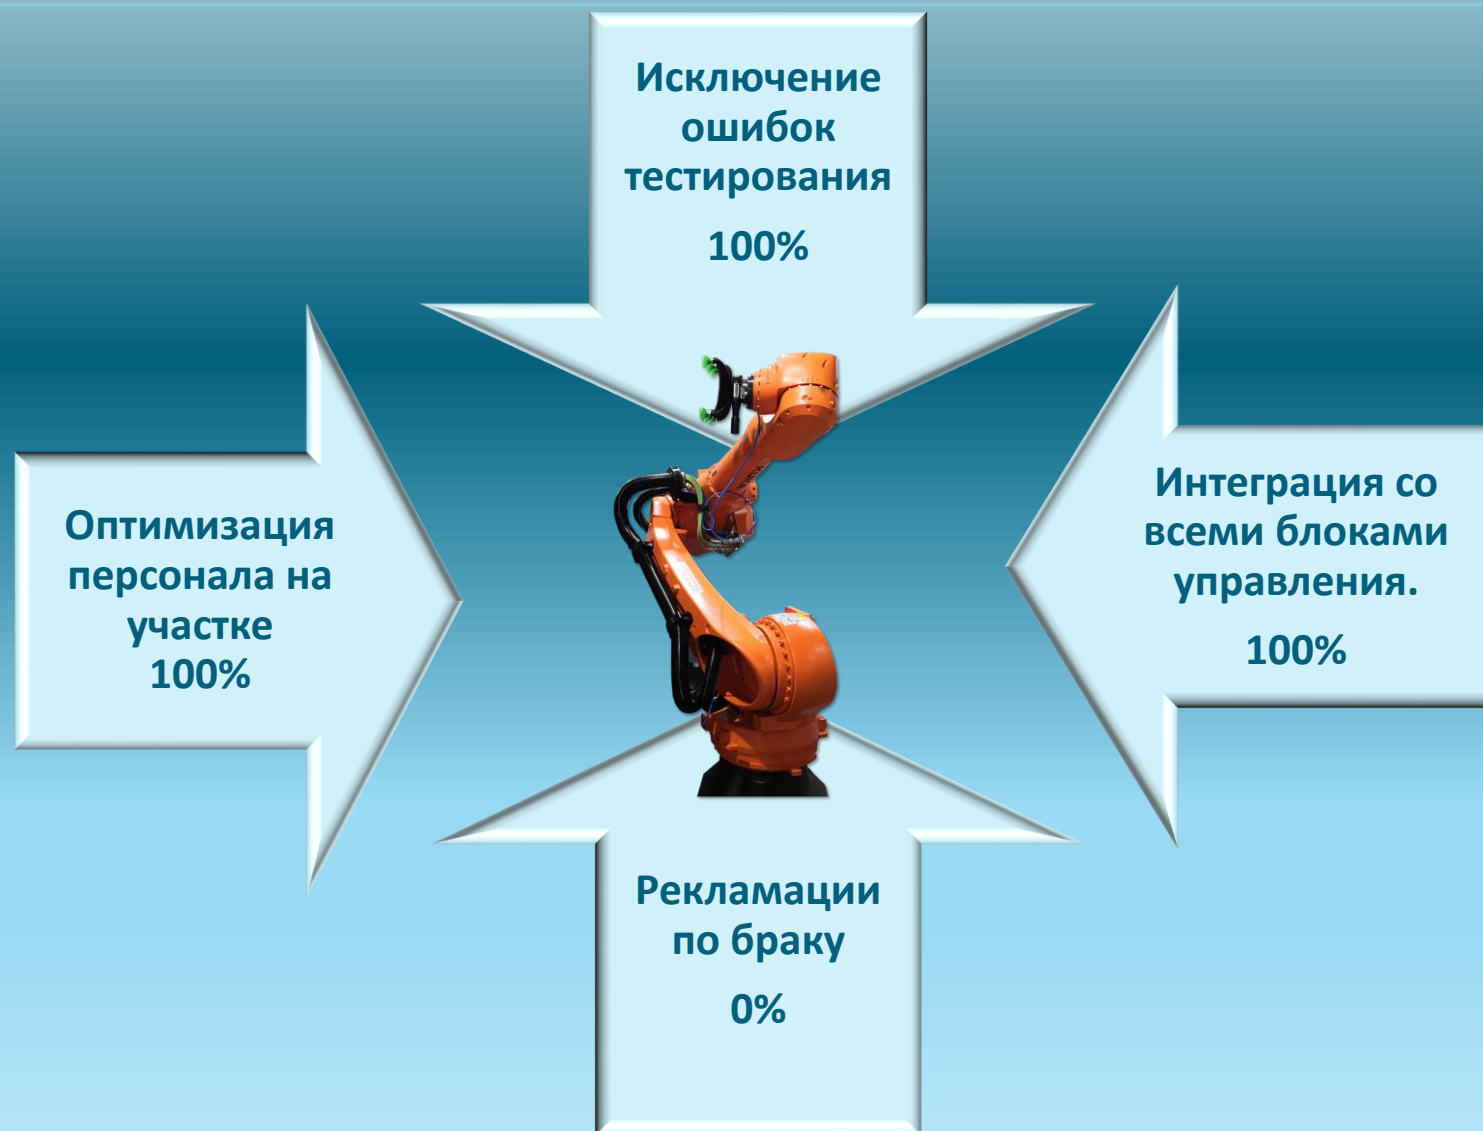 Исключение
ошибок
тестирования
100%
Оптимизация
персонала на
участке
100%
Интеграция со
всеми блоками
управления.
100%
Рекламации
по браку
0%